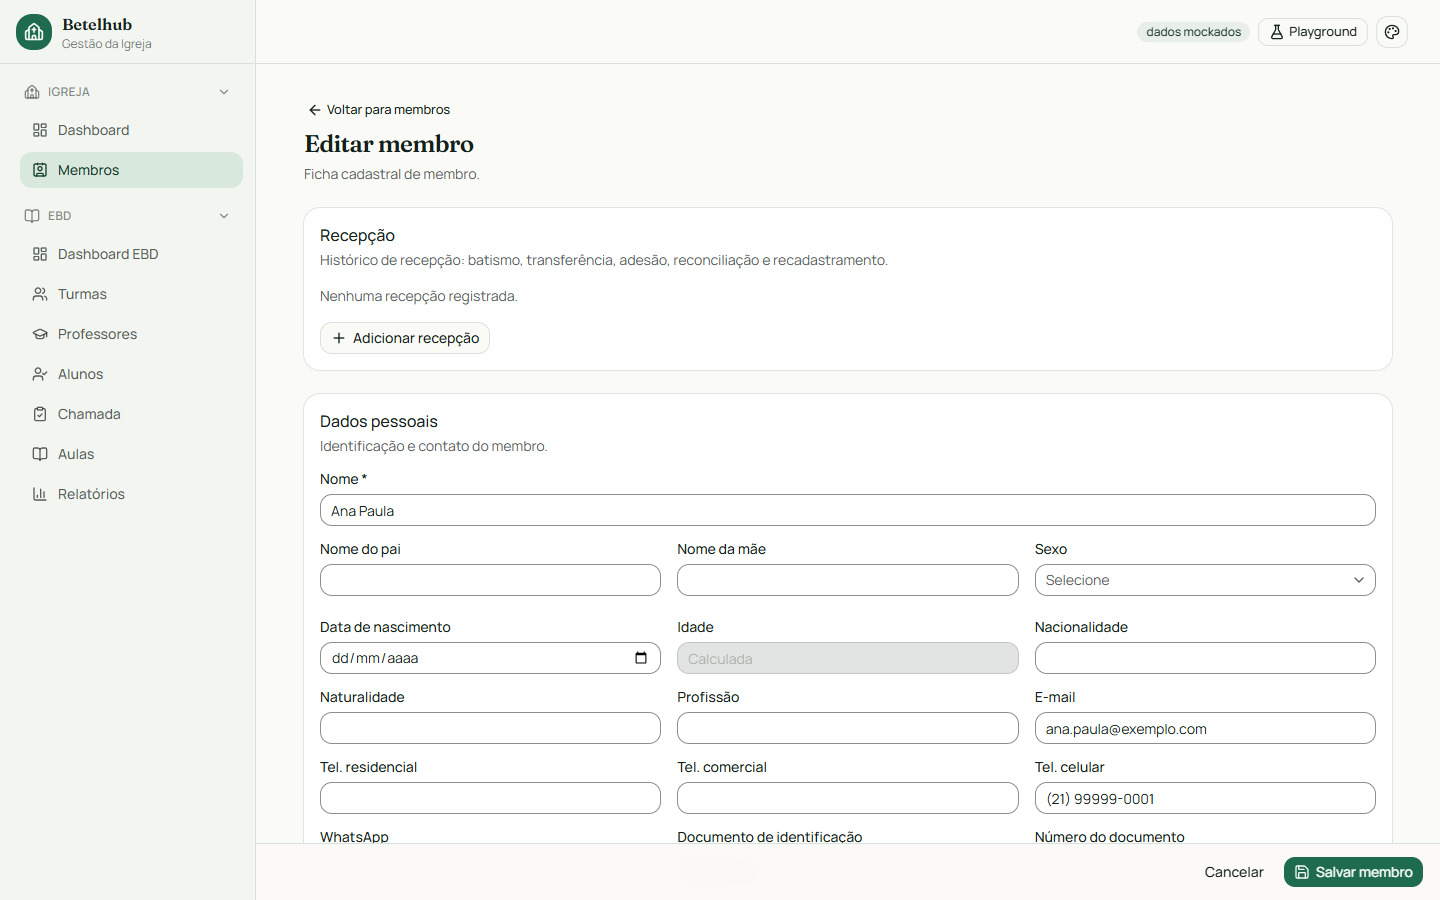 Betelhub
Gestão da Igreja
dados mockados
Playground
IGREJA
Dashboard
Membros
EBD
Dashboard EBD
Turmas
Professores
Alunos
Chamada
Aulas
Relatórios
Voltar para membros
Editar membro
Ficha cadastral de membro.
Recepção
Histórico de recepção: batismo, transferência, adesão, reconciliação e recadastramento.
Nenhuma recepção registrada.
Adicionar recepção
Dados pessoais
Identificação e contato do membro.
Nome *
Ana Paula
Nome do pai Nome da mãe Sexo
Selecione
Data de nascimento Idade Nacionalidade
dd/mm/aaaa Calculada
Naturalidade Profissão E-mail
ana.paula@exemplo.com
Tel. residencial Tel. comercial Tel. celular
(21) 99999-0001
WhatsApp Documento de identificação Número do documento
Cancelar Salvar membro